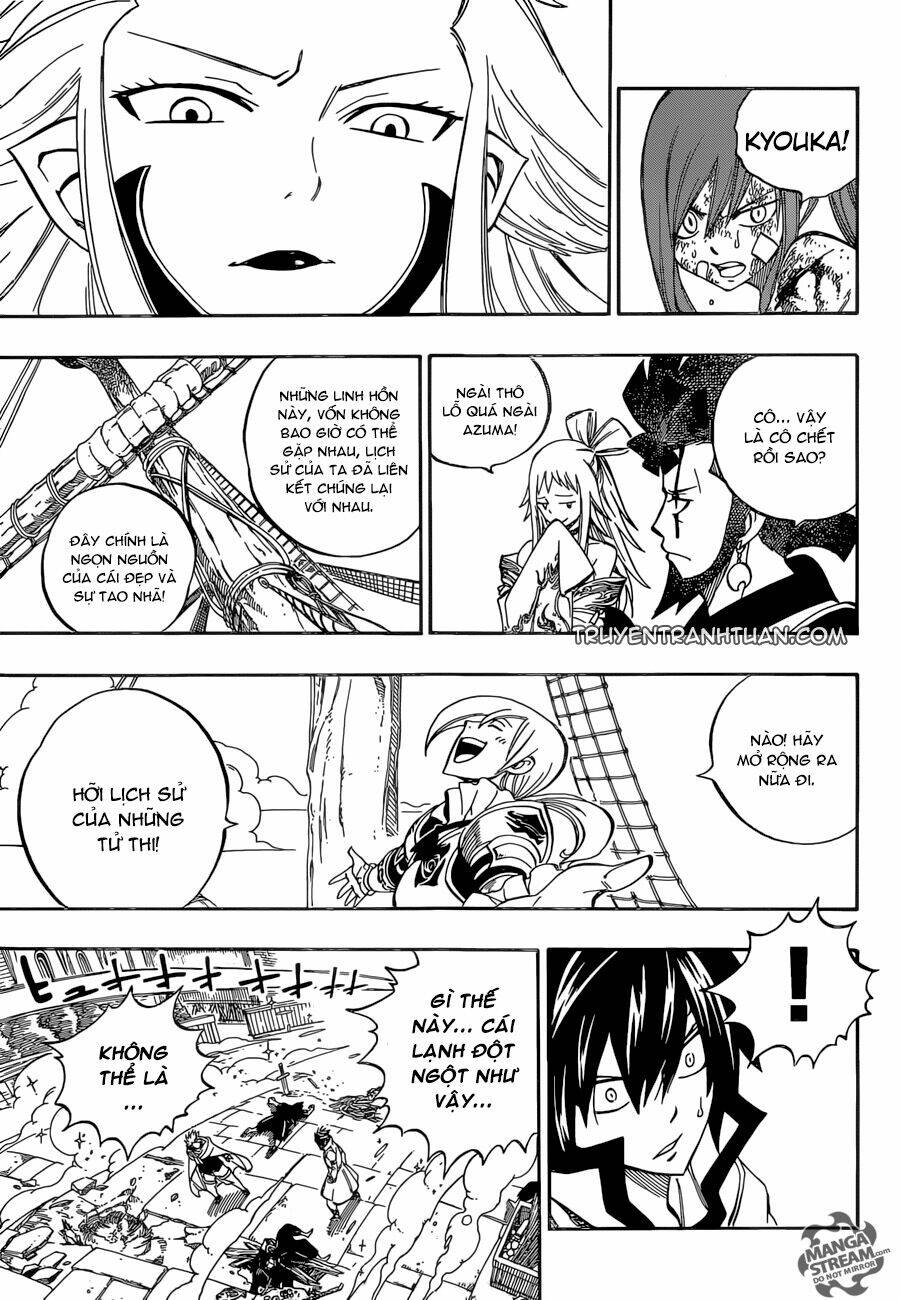 KYOUKA!
CÔ... VẬY
LÀ CÔ CHẾT
RỒI SAO?
NGÀI THÔ
LỖ QUÁ NGÀI
AZUMA!
NHỮNG LINH HỒN
NÀY, VỐN KHÔNG
BAO GIỜ CÓ THỂ
GẶP NHAU, LỊCH
SỬ CỦA TA ĐÃ LIÊN
KẾT CHÚNG LẠI
VỚI NHAU.
ĐÂY CHÍNH LÀ
NGỌN NGUỒN
CỦA CÁI ĐẸP VÀ
SỰ TAO NHÃ!
TRUYENTRANHTUAN.COM
NÀO! HÃY
MỞ RỘNG RA
NỮA ĐI.
HỠI LỊCH SỬ
CỦA NHỮNG
TỬ THI!
!
GÌ THẾ
NÀY... CÁI
LẠNH ĐỘT
NGỘT NHƯ
VẬY...
KHÔNG
THỂ LÀ
...
MANGA
STREAM.COM
DO NOT MIRROR!